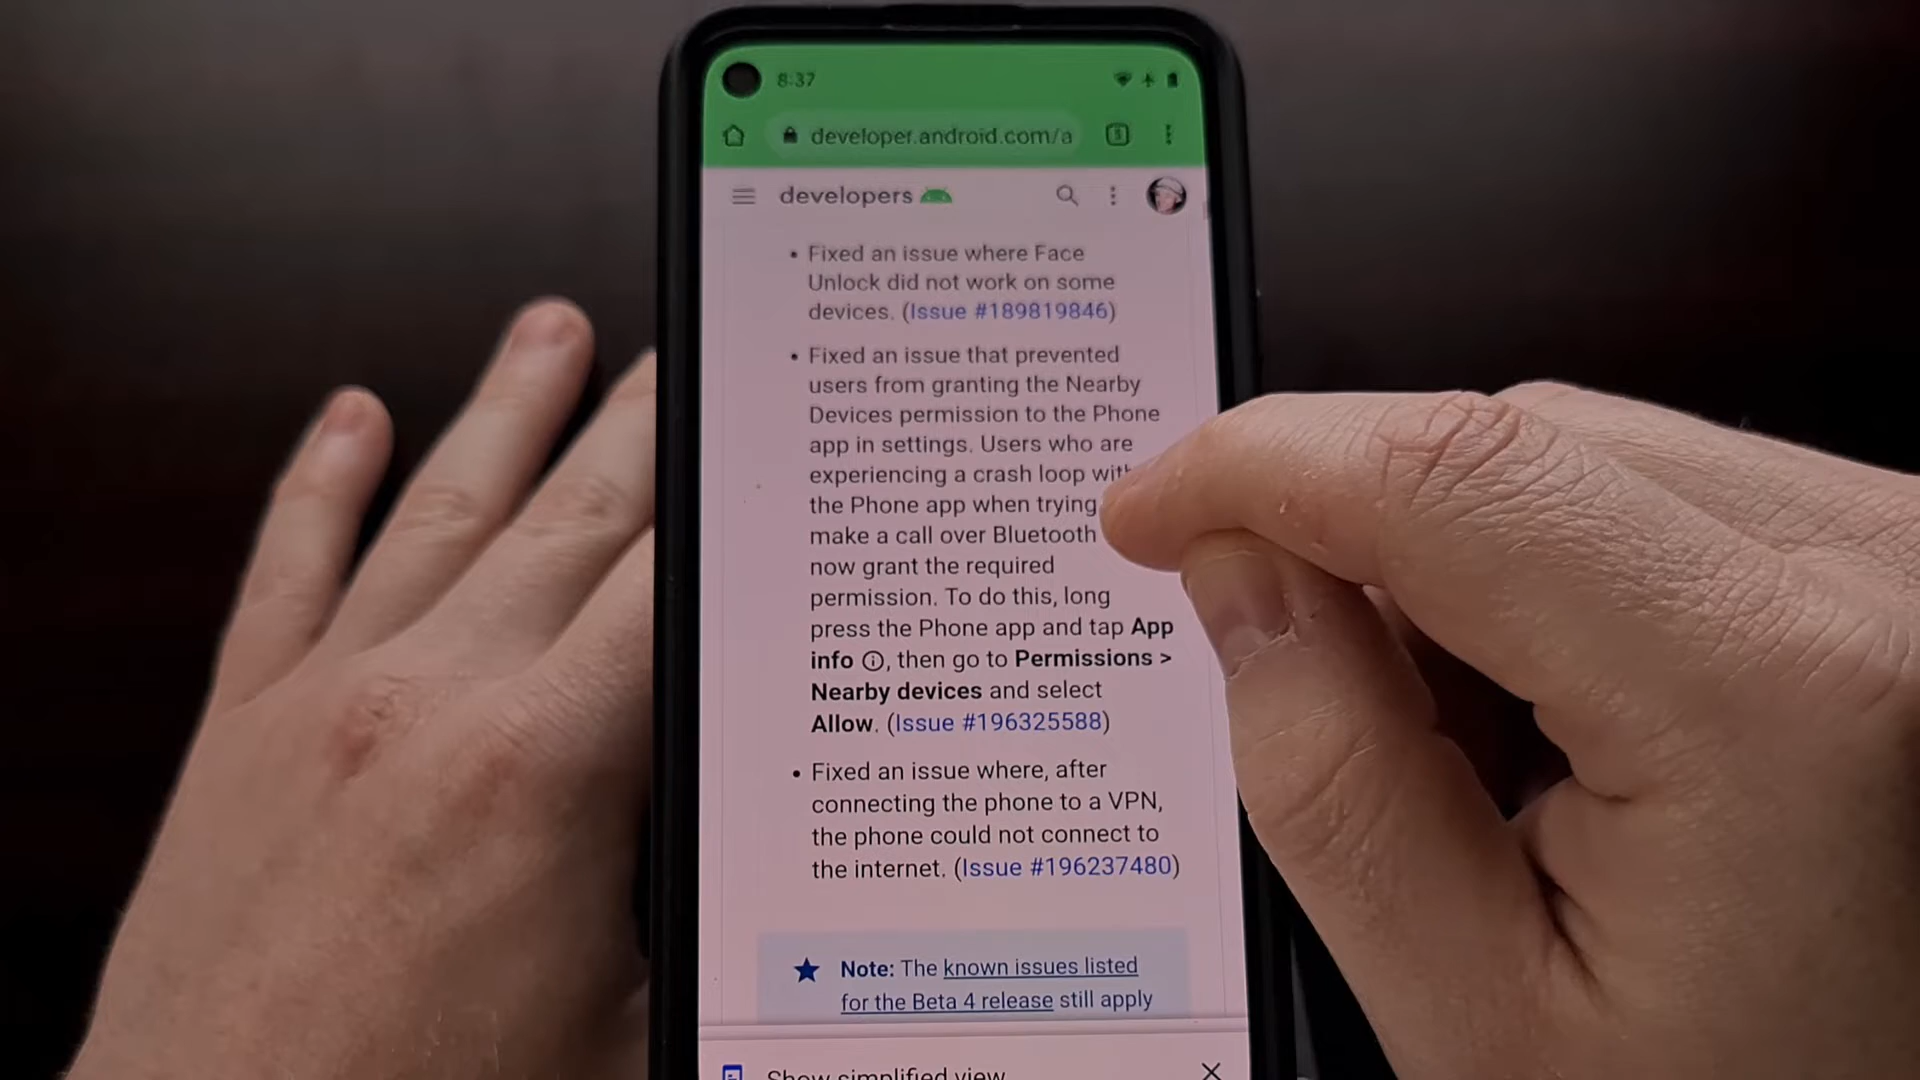 8:37
developer.android.com/a
developers
• Fixed an issue where Face
Unlock did not work on some
devices. (Issue #189819846)
• Fixed an issue that prevented
users from granting the Nearby
Devices permission to the Phone
app in settings. Users who are
experiencing a crash loop with
the Phone app when trying
make a call over Bluetooth
now grant the required
permission. To do this, long
press the Phone app and tap App
info ⓘ, then go to Permissions >
Nearby devices and select
Allow. (Issue #196325588)
• Fixed an issue where, after
connecting the phone to a VPN,
the phone could not connect to
the internet. (Issue #196237480)
Note: The known issues listed
for the Beta 4 release still apply
Show simplified view